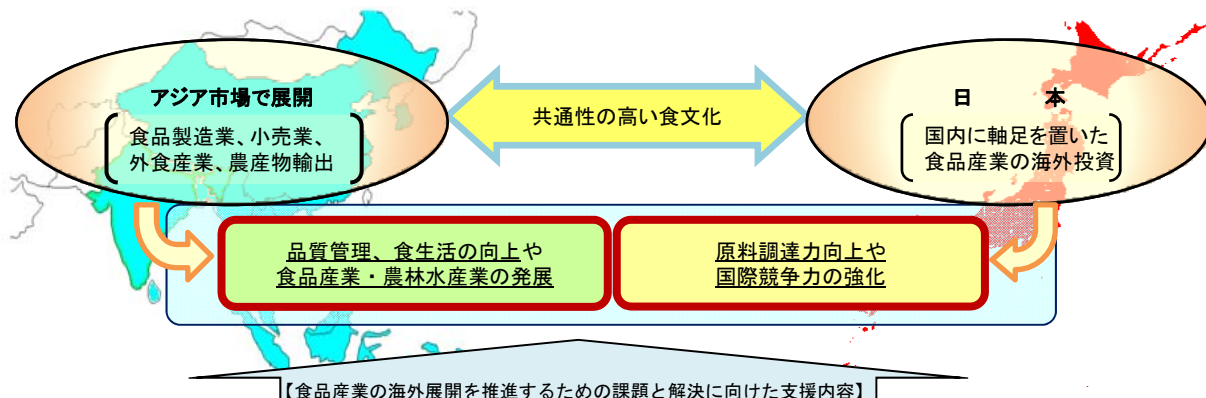 アジア市場で展開
食品製造業、小売業、
外食産業、農産物輸出
共通性の高い食文化
日 本
国内に軸足を置いた
食品産業の海外投資
品質管理、食生活の向上や
食品産業・農林水産業の発展
原料調達力向上や
国際競争力の強化
【食品産業の海外展開を推進するための課題と解決に向けた支援内容】